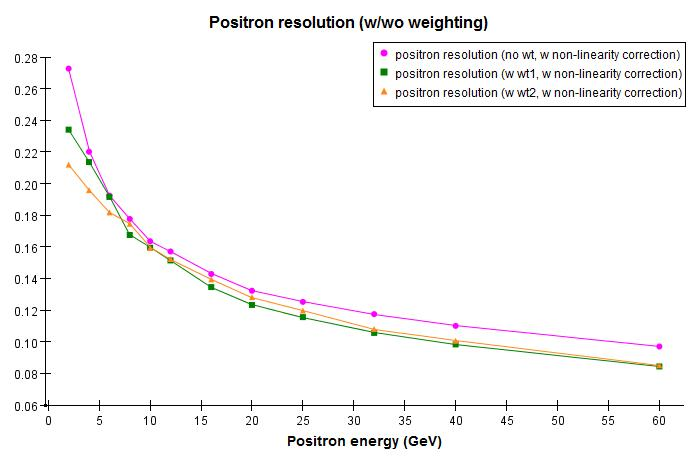 Positron resolution (w/wo weighting)
positron resolution (no wt, w non-linearity correction)
positron resolution (w wt1, w non-linearity correction)
positron resolution (w wt2, w non-linearity correction)
0.28
0.26
0.24
0.22
0.20
0.18
0.16
0.14
0.12
0.10
0.08
0.06
0 5 10 15 20 25 30 35 40 45 50 55 60
Positron energy (GeV)